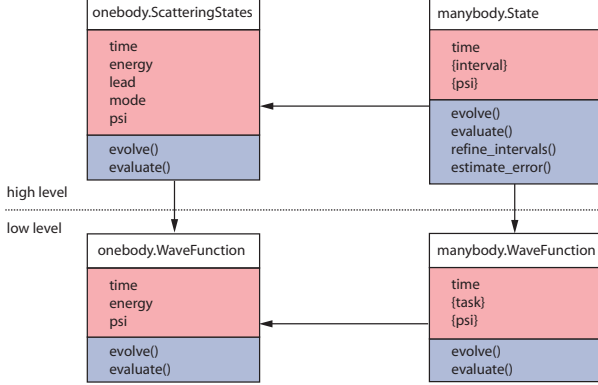 onebody.ScatteringStates
time
energy
lead
mode
psi
evolve()
evaluate()
manybody.State
time
{interval}
{psi}
evolve()
evaluate()
refine_intervals()
estimate_error()
high level
low level
onebody.WaveFunction
time
energy
psi
evolve()
evaluate()
manybody.WaveFunction
time
{task}
{psi}
evolve()
evaluate()